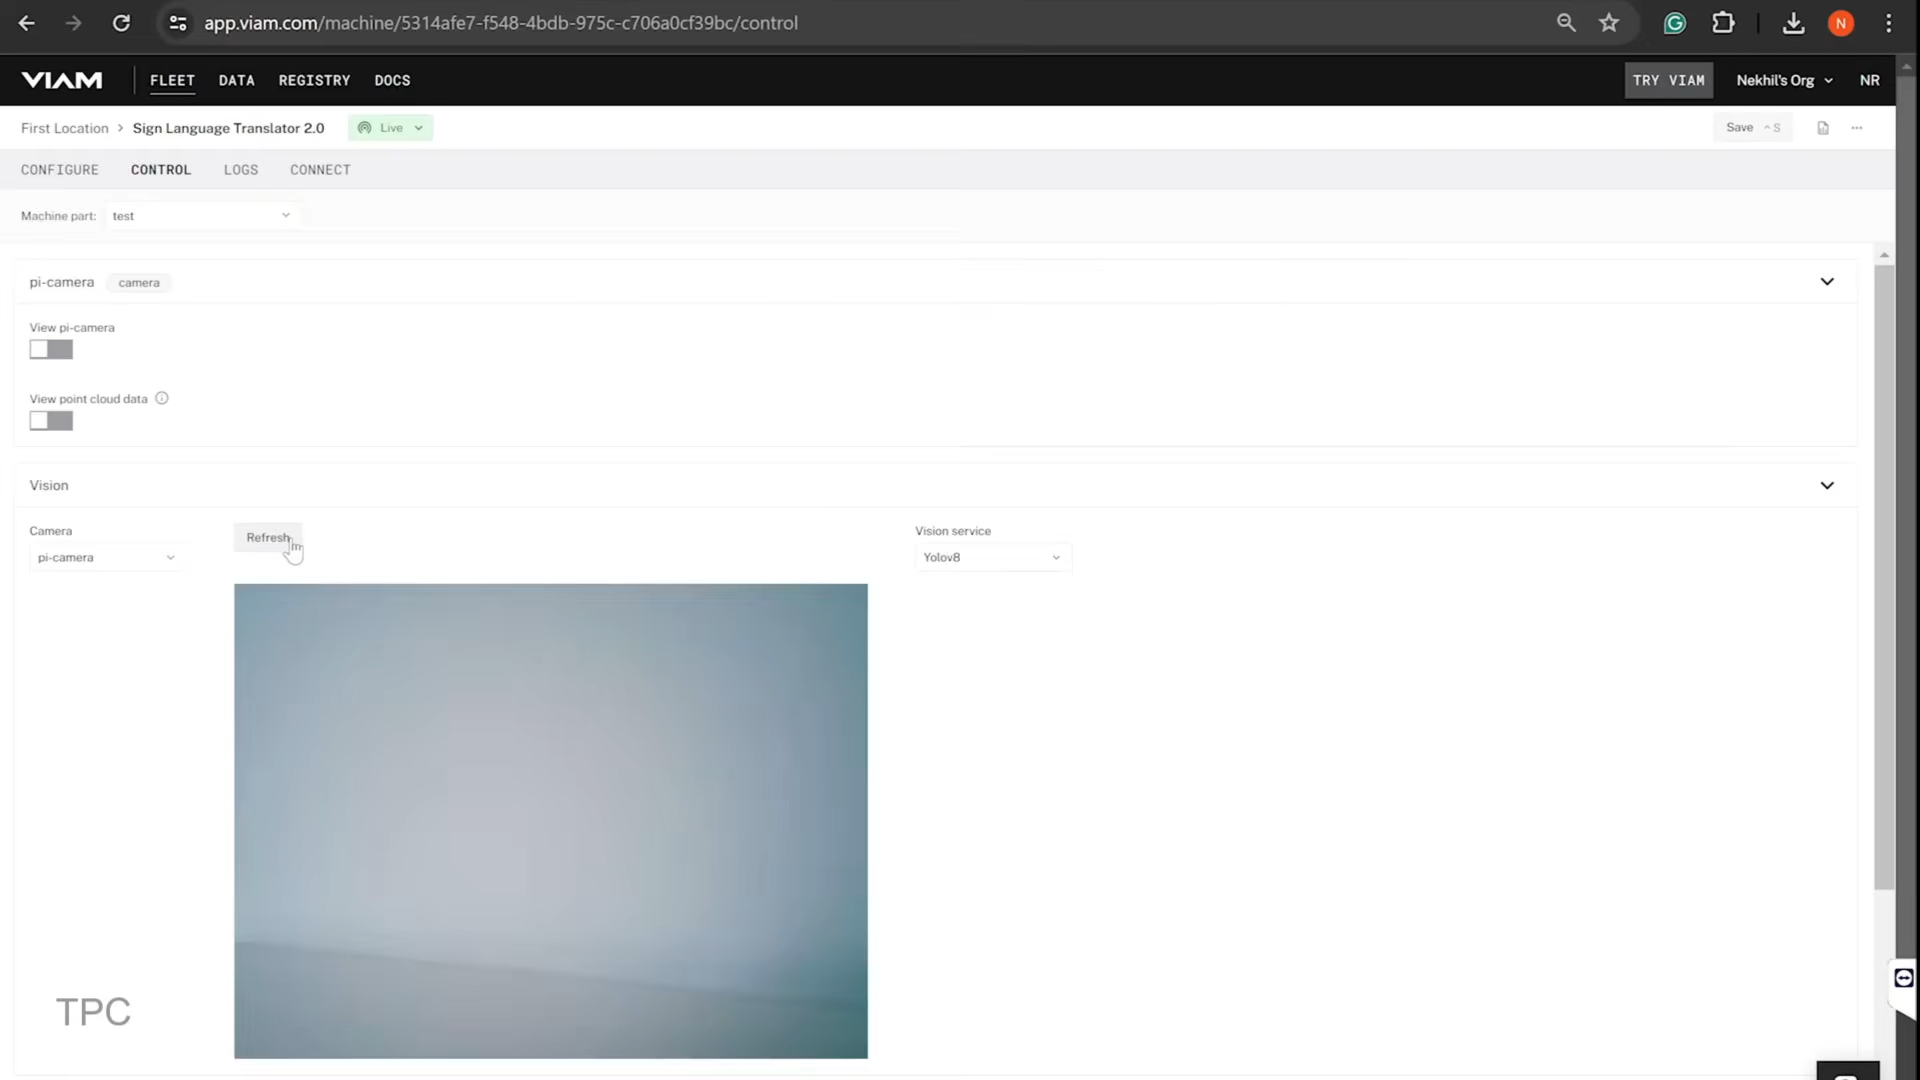 app.viam.com/machine/5314afe7-f548-4bdb-975c-c706a0cf39bc/control
N
VIAM
FLEET
DATA
REGISTRY
DOCS
TRY VIAM
Nekhil's Org
NR
First Location > Sign Language Translator 2.0
Live
Save ^ S
CONFIGURE
CONTROL
LOGS
CONNECT
Machine part:
test
pi-camera
camera
View pi-camera
View point cloud data
Vision
Camera
pi-camera
Refresh
Vision service
Yolov8
TPC